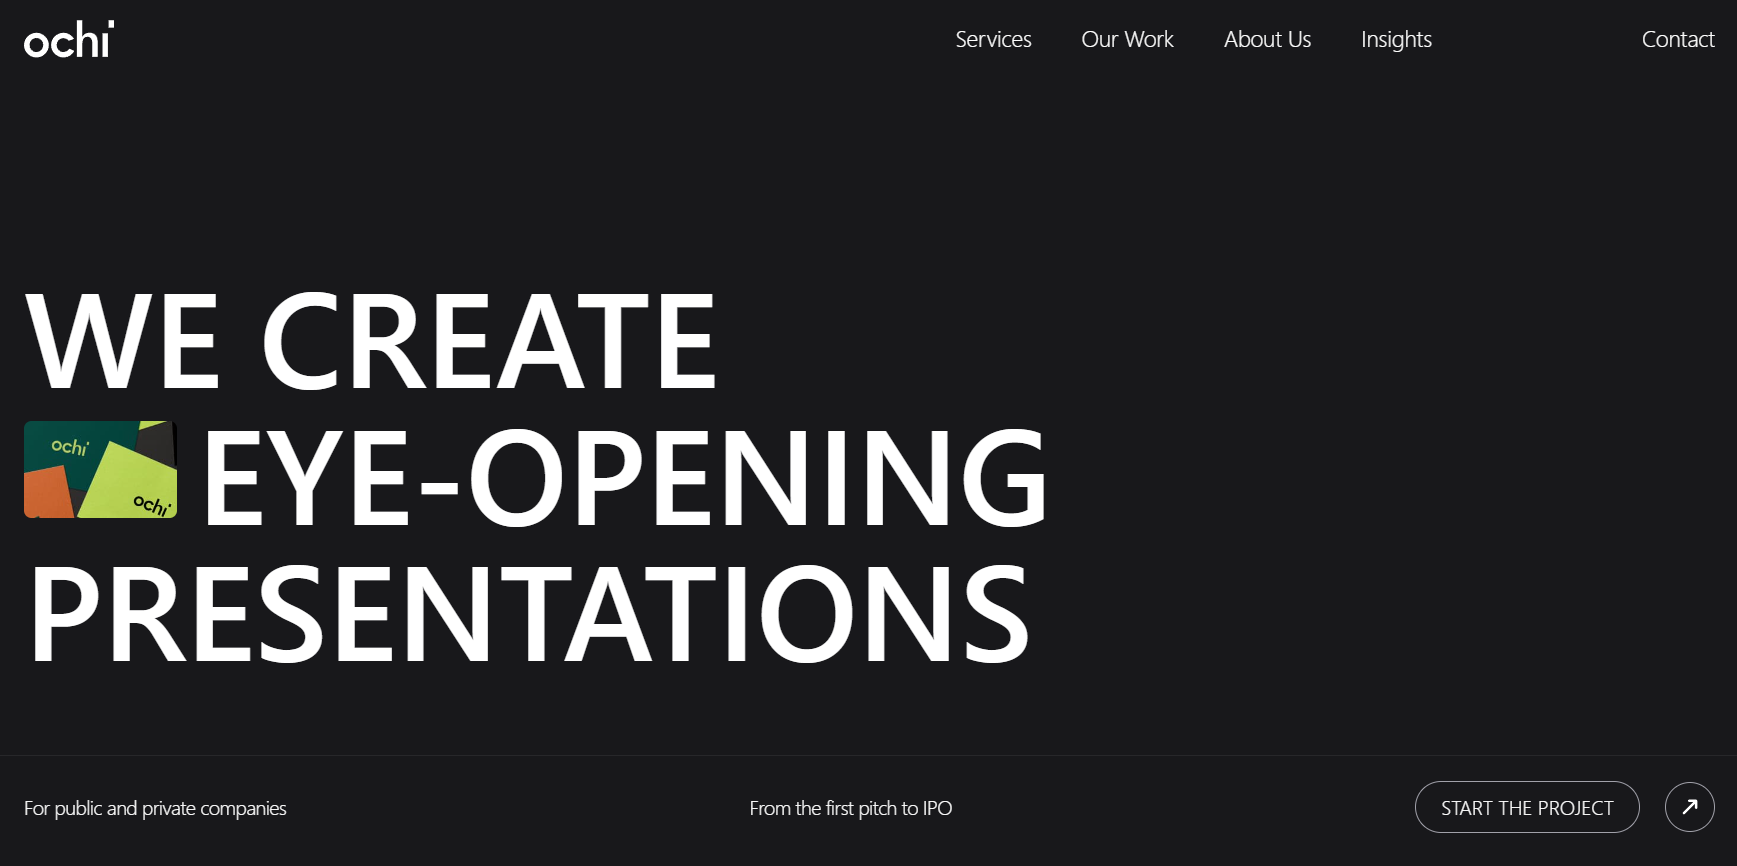 ochi
Services Our Work About Us Insights Contact
WE CREATE
ochi
ochi
EYE-OPENING
PRESENTATIONS
For public and private companies
From the first pitch to IPO
START THE PROJECT